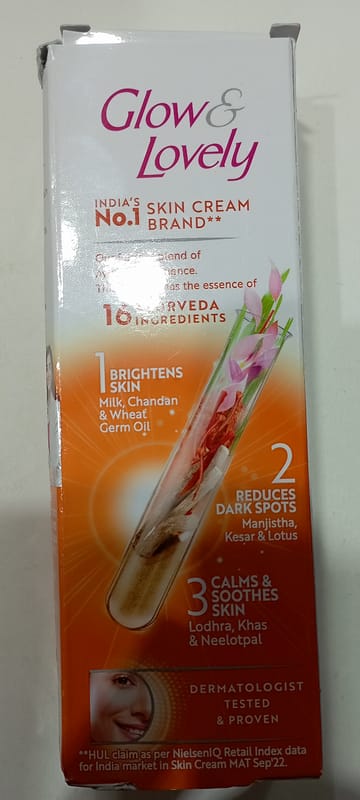 Glow &
Lovely
INDIA'S
No.1 SKIN CREAM
BRAND**
blend of
the essence of
16
INGREDIENTS
1 BRIGHTENS
SKIN
Milk, Chandan
& Wheat
Germ Oil
2
REDUCES
DARK SPOTS
Manjistha,
Kesar & Lotus
3 CALMS &
SOOTHES
SKIN
Lodhra, Khas
& Neelotpal
DERMATOLOGIST
TESTED
& PROVEN
**HUL claim as per NielsenIQ Retail Index data
for India market in Skin Cream MAT Sep'22.